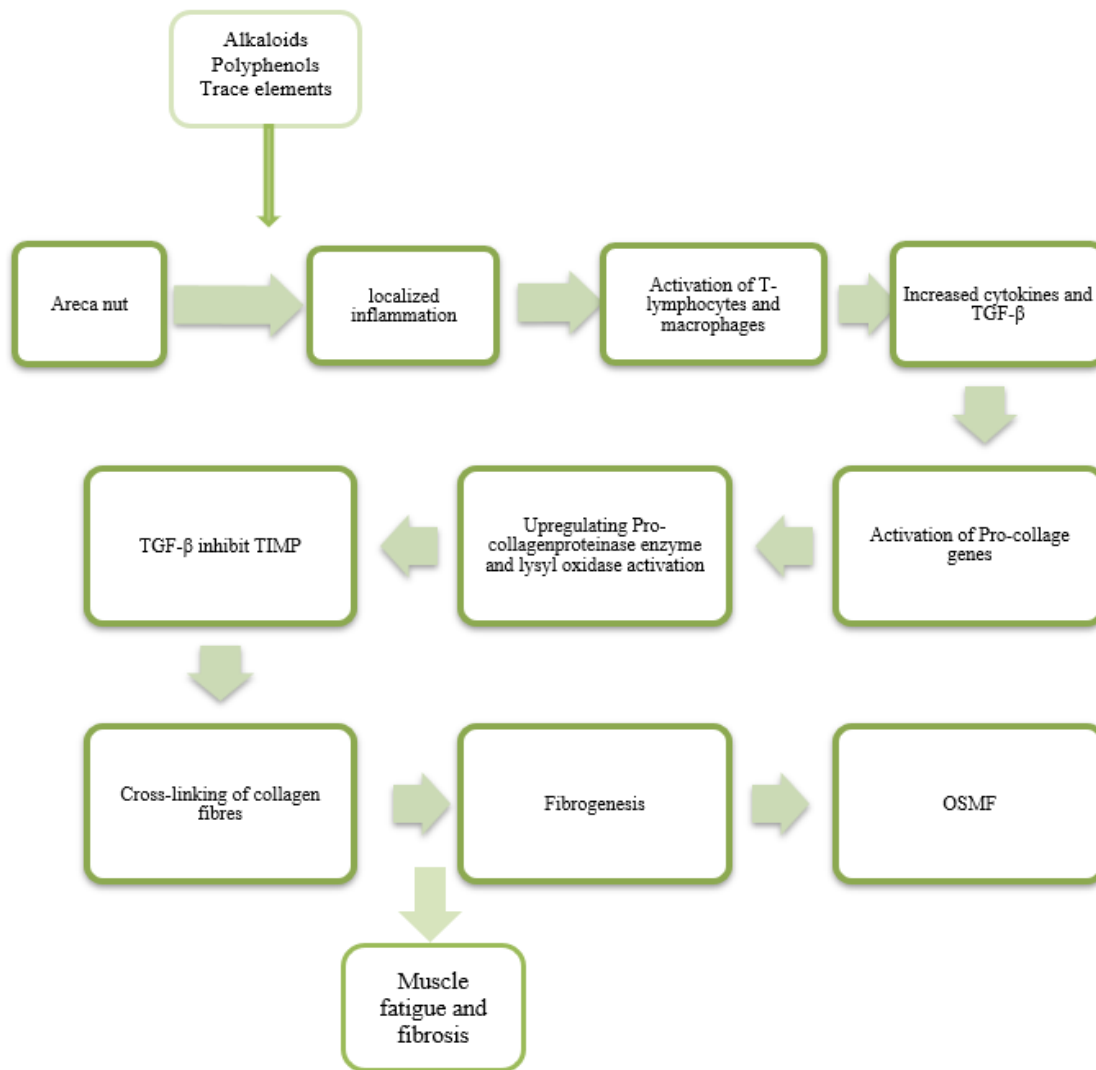 Alkaloids
Polyphenols
Trace elements
Areca nut
localized
inflammation
Activation of T-
lymphocytes and
macrophages
Increased cytokines and
TGF-β
TGF-β inhibit TIMP
Upregulating Pro-
collagenproteinase enzyme
and lysyl oxidase activation
Activation of Pro-collage
genes
Cross-linking of collagen
fibres
Fibrogenesis
OSMF
Muscle
fatigue and
fibrosis